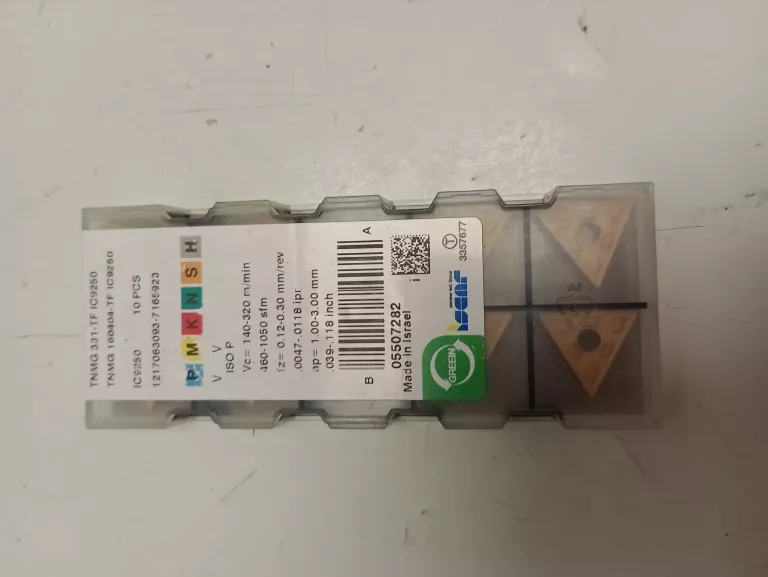 TNMG 331-TF IC9250
TNMG 160404-TF IC9250
IC9250 10 PCS
1217063093-7165923
P M K N S H
V V
ISO P
Vc= 140-320 m/min
460-1050 sfm
fz= 0.12-0.30 mm/rev
.0047-.0118 ipr
ap= 1.00-3.00 mm
.039-.118 inch
B A
05507282
Made in Israel
i
GREEN
iscar
T
3357677
PP